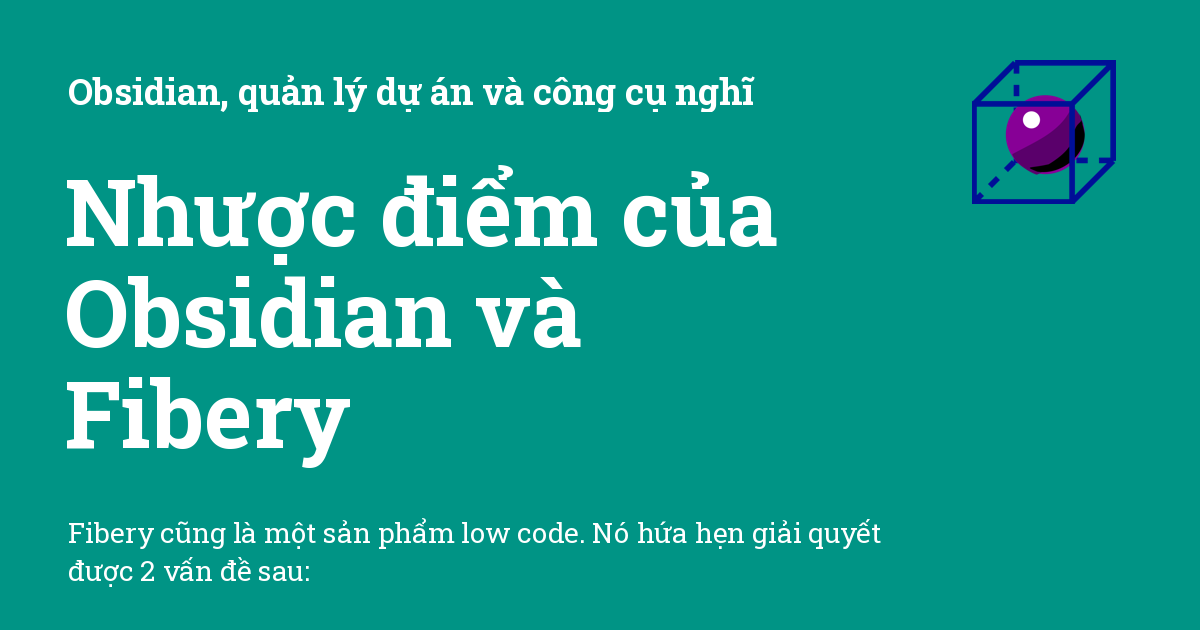 Obsidian, quản lý dự án và công cụ nghĩ
Nhược điểm của
Obsidian và
Fibery
Fibery cũng là một sản phẩm low code. Nó hứa hẹn giải quyết
được 2 vấn đề sau: